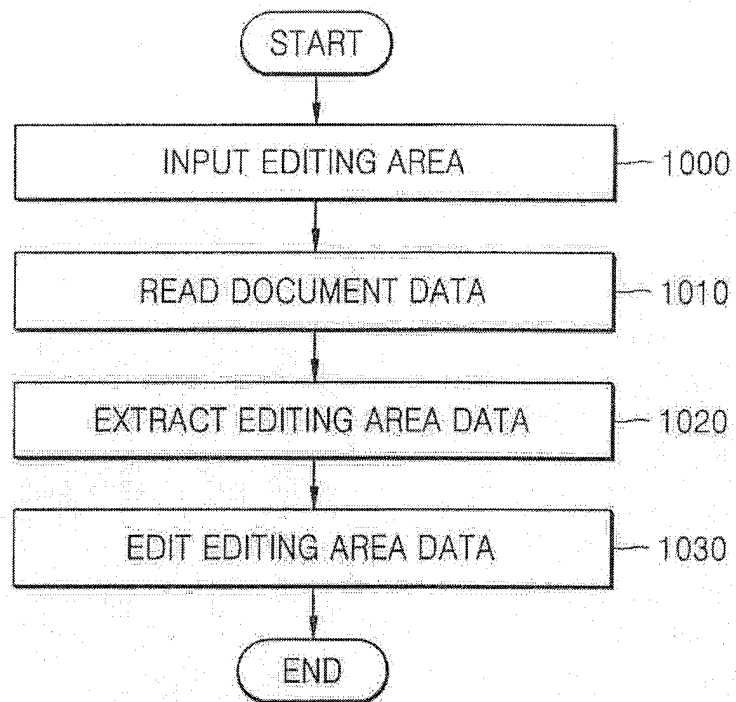 START
INPUT EDITING AREA
1000
READ DOCUMENT DATA
1010
EXTRACT EDITING AREA DATA
1020
EDIT EDITING AREA DATA
1030
END